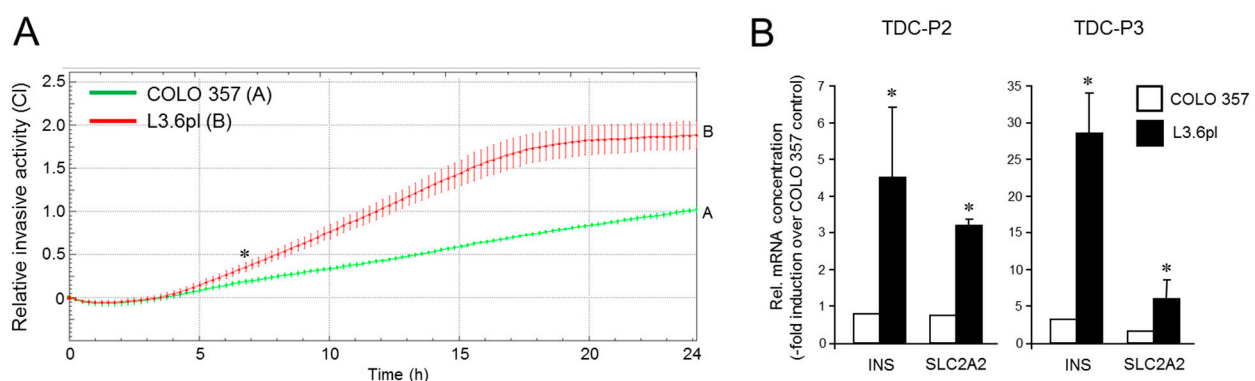 A
Relative invasive activity (CI)
2.5
2.0
1.5
1.0
0.5
0
COLO 357 (A)
L3.6pl (B)
*
B
A
0 5 10 15 20 24
Time (h)
B
TDC-P2
TDC-P3
Rel. mRNA concentration
(-fold induction over COLO 357 control)
7
6
5
4
3
2
1
0
*
*
INS SLC2A2
35
30
25
20
15
10
5
0
*
*
INS SLC2A2
COLO 357
L3.6pl